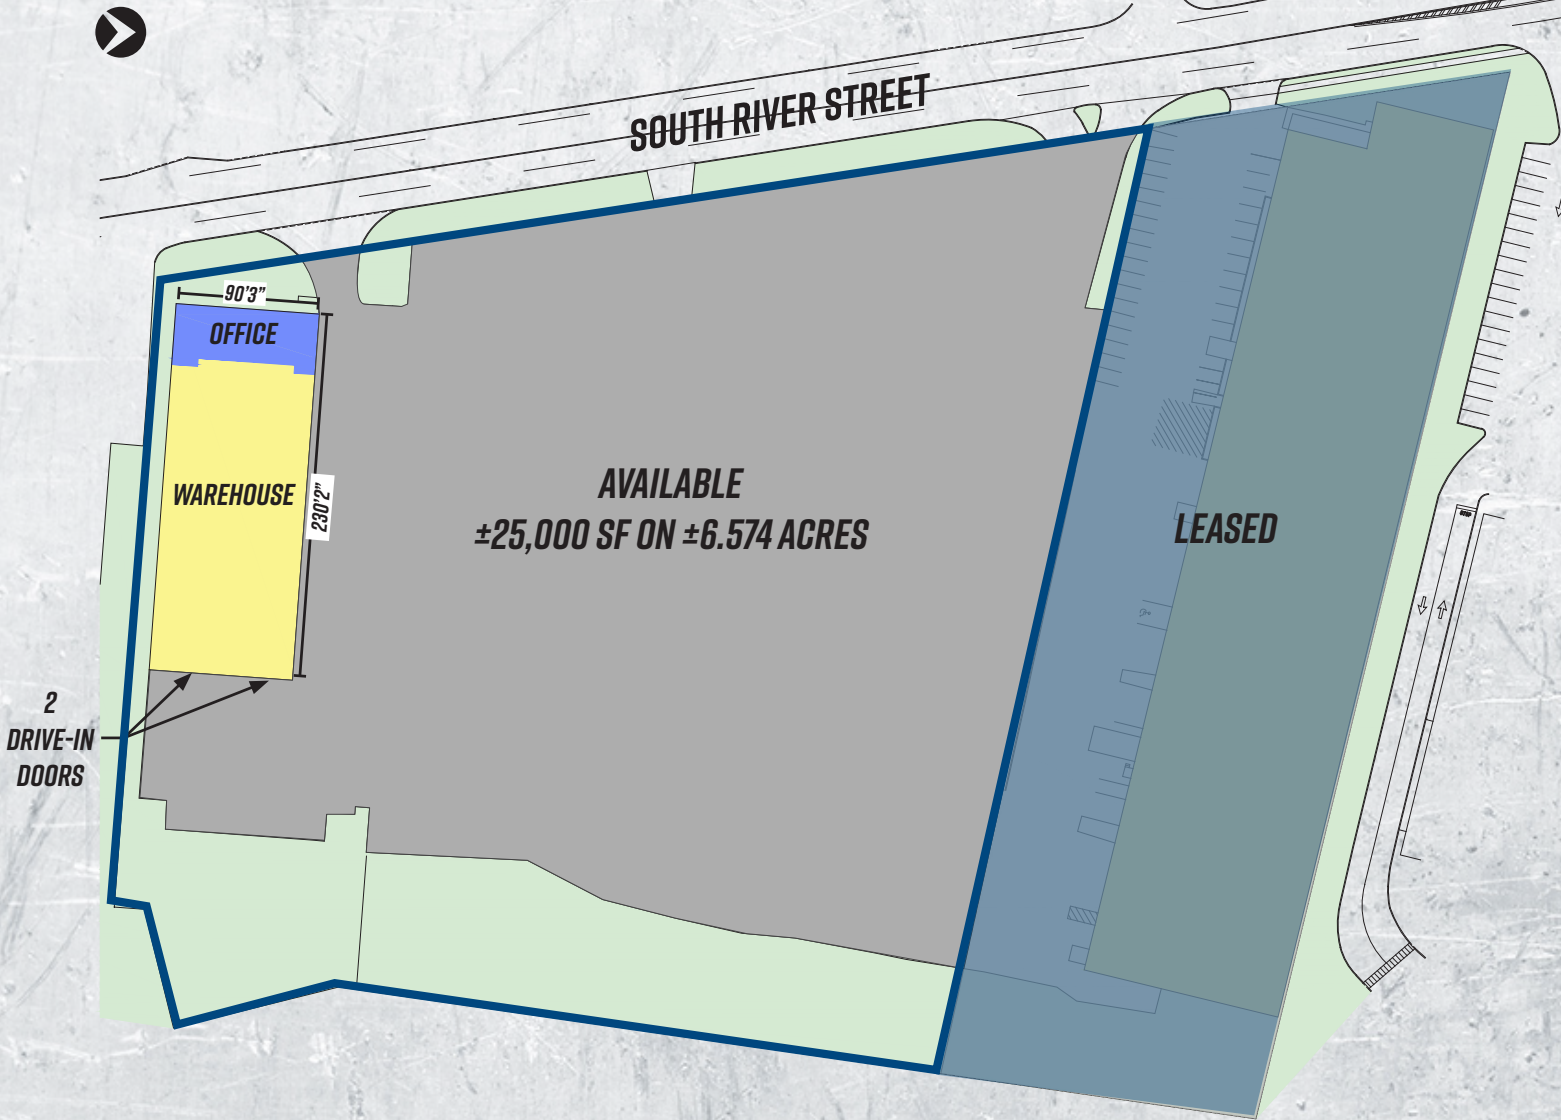 SOUTH RIVER STREET
90'3"
OFFICE
WAREHOUSE
230'2"
AVAILABLE
±25,000 SF ON ±6.574 ACRES
LEASED
STOP
2
DRIVE-IN
DOORS